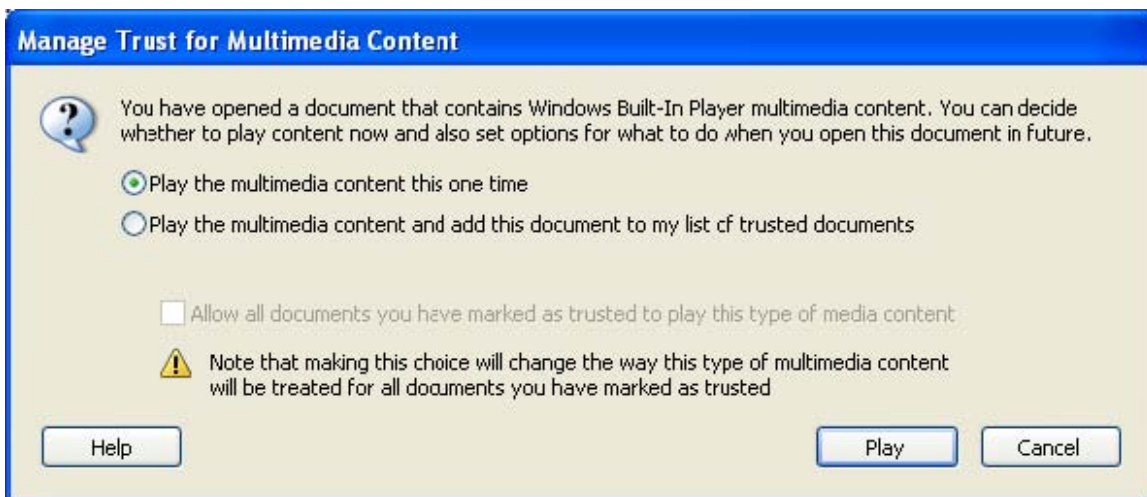 Manage Trust for Multimedia Content
You have opened a document that contains Windows Built-In Player multimedia content. You can decide
whether to play content now and also set options for what to do when you open this document in future.
Play the multimedia content this one time
Play the multimedia content and add this document to my list of trusted documents
Allow all documents you have marked as trusted to play this type of media content
Note that making this choice will change the way this type of multimedia content
will be treated for all documents you have marked as trusted
Help
Play
Cancel